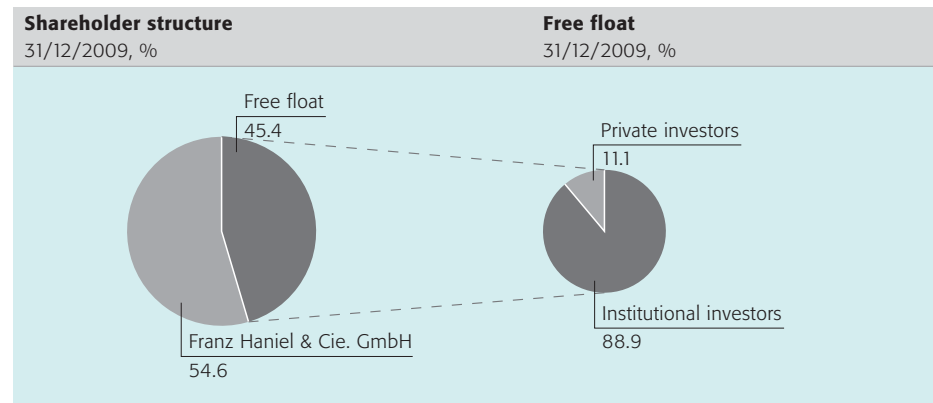 Shareholder structure
31/12/2009, %
Free float
31/12/2009, %
Free float
45.4
Franz Haniel & Cie. GmbH
54.6
Private investors
11.1
Institutional investors
88.9